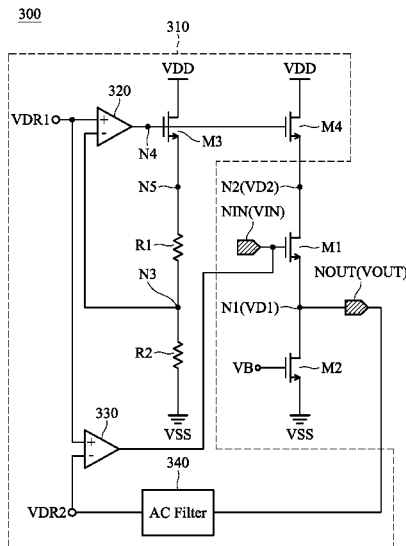 300
310
VDD
VDD
320
VDR1
+
-
N4
M3
M4
N5
N2(VD2)
NIN(VIN)
R1
M1
NOUT(VOUT)
N3
N1(VD1)
R2
VB
M2
330
VSS
VSS
+
-
340
VDR2
AC Filter